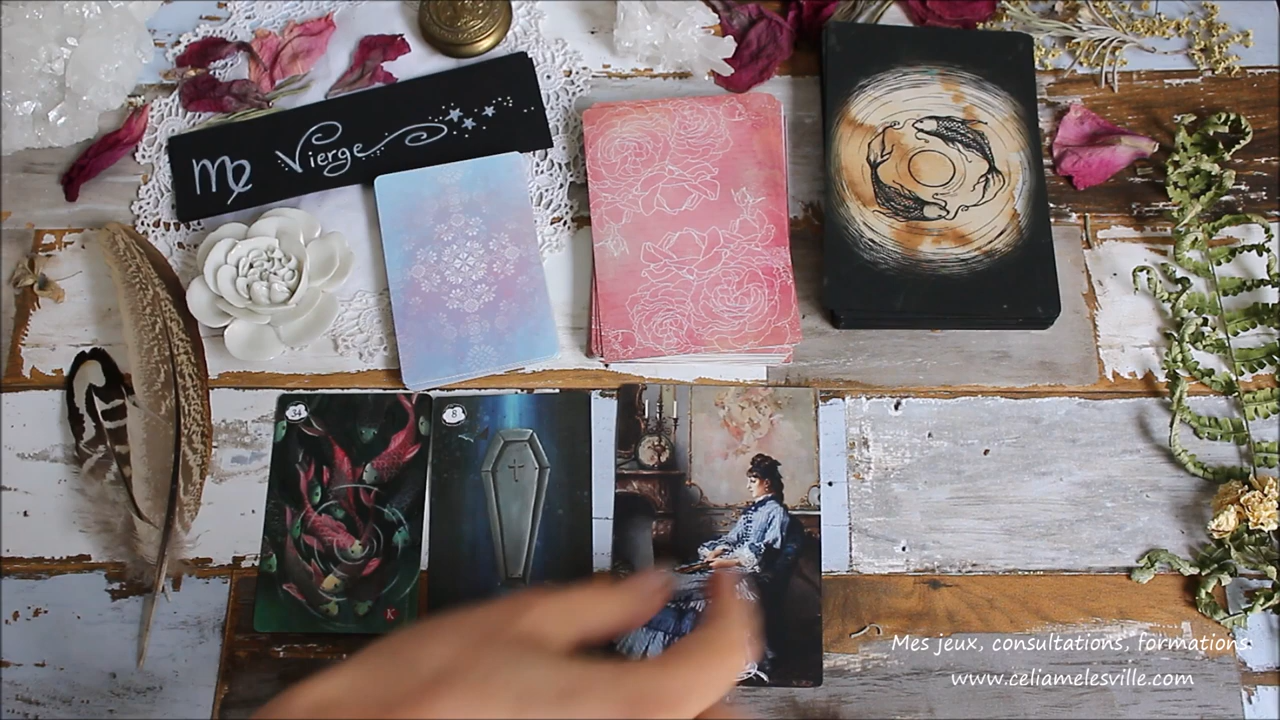 ♍ Vierge
34
8
K
Mes jeux, consultations, formations:
www.celiamelesville.com